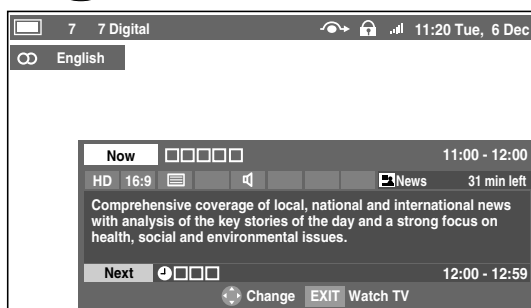 7 7 Digital 11:20 Tue, 6 Dec
English
Now 11:00 - 12:00
HD 16:9 News 31 min left
Comprehensive coverage of local, national and international news
with analysis of the key stories of the day and a strong focus on
health, social and environmental issues.
Next 12:00 - 12:59
Change EXIT Watch TV